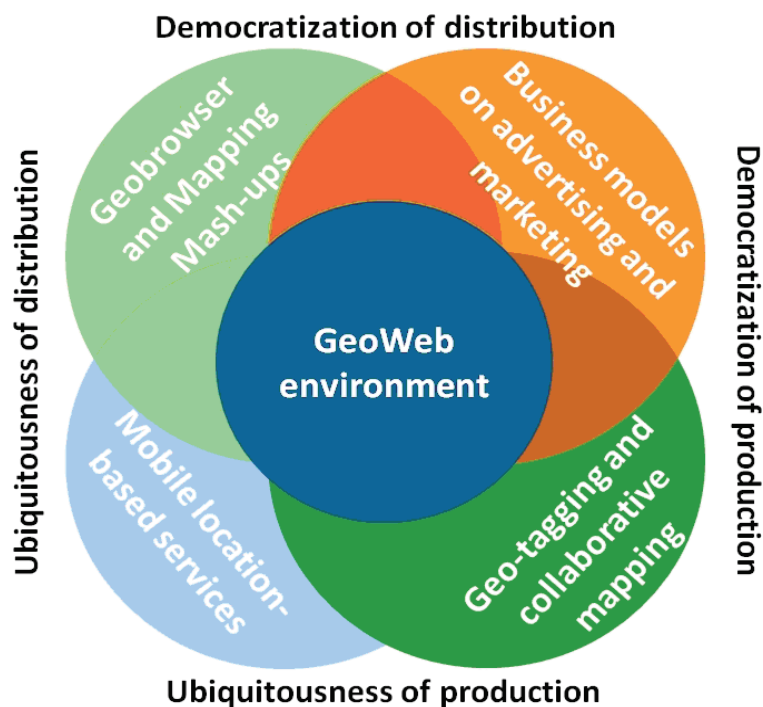 Democratization of distribution
Geobrowser
and Mapping
Mash-ups
Business models
on advertising and
marketing
Ubiquitousness of distribution
Democratization of production
GeoWeb
environment
Mobile location-
based services
Geo-tagging and
collaborative
mapping
Ubiquitousness of production